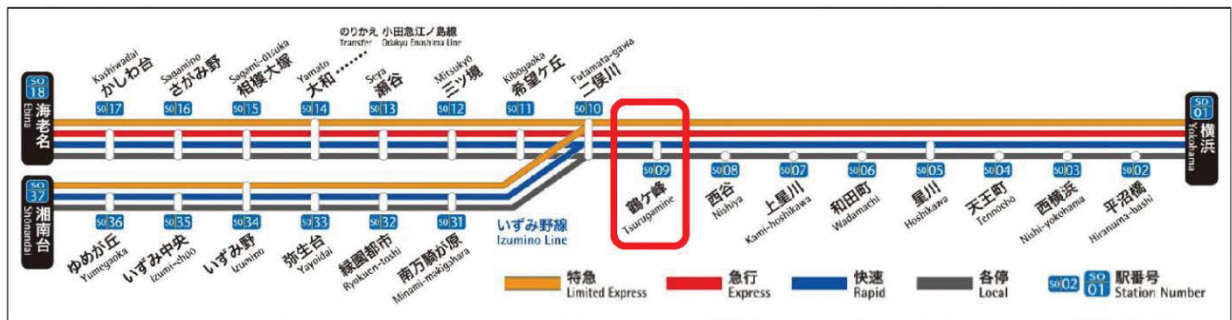 のりかえ 小田急江ノ島線
Transfer Odakyu Enoshima Line
SO 18
海老名
Ebina
Kashiwadai
かしわ台
SO 17
Sagamino
さがみ野
SO 16
Sagami-ōtsuka
相模大塚
SO 15
Yamato
大和
SO 14
Seya
瀬谷
SO 13
Mitsukyō
三ツ境
SO 12
Kibōgaoka
希望ケ丘
SO 11
Futamata-gawa
二俣川
SO 10
SO 01
横浜
Yokohama
SO 09
鶴ケ峰
Tsurugamine
SO 08
西谷
Nishiya
SO 07
上星川
Kami-hoshikawa
SO 06
和田町
Wadamachi
SO 05
星川
Hoshikawa
SO 04
天王町
Tennōcho
SO 03
西横浜
Nishi-yokohama
SO 02
平沼橋
Hiranuma-bashi
SO 37
湘南台
Shōnandai
SO 36
ゆめが丘
Yumegaoka
SO 35
いずみ中央
Izumi-chūō
SO 34
いずみ野
Izumino
SO 33
弥生台
Yayoidai
SO 32
緑園都市
Ryokuen-toshi
SO 31
南万騎が原
Minami-makigahara
いずみ野線
Izumino Line
特急
Limited Express
急行
Express
快速
Rapid
各停
Local
SO 02 SO 01 駅番号
Station Number